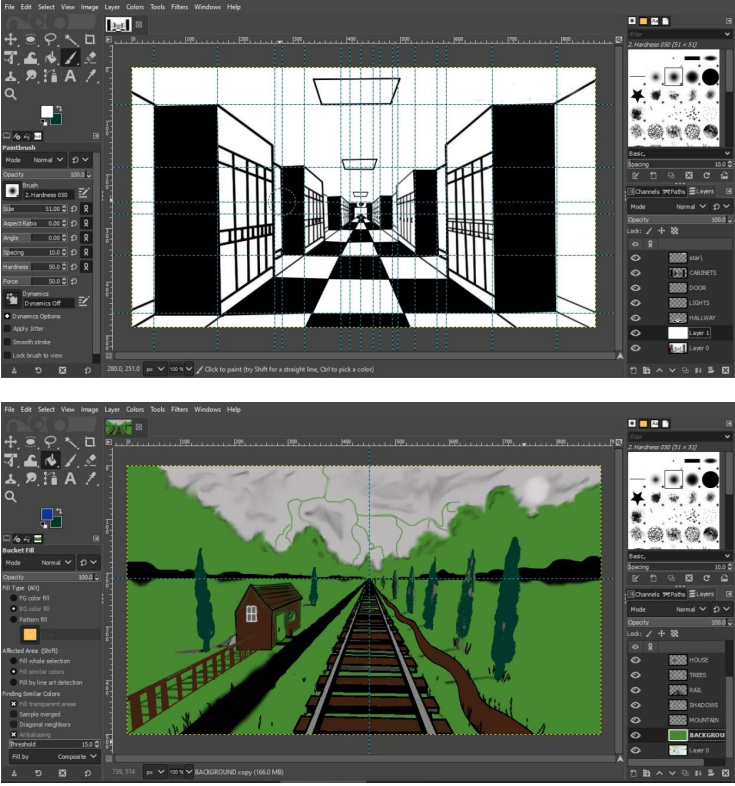 File Edit Select View Image Layer Colors Tools Filters Windows Help
Paintbrush
Mode Normal
Opacity 100.0
Brush
2. Hardness 050
Size 51.00
Aspect Ratio 0.00
Angle 0.00
Spacing 10.0
Hardness 50.0
Force 50.0
Dynamics
Dynamics Off
Dynamics Options
Apply Jitter
Smooth stroke
Lock brush to view
280.0, 251.0 px 100 % Click to paint (try Shift for a straight line, Ctrl to pick a color)
filter
2. Hardness 050 (51 × 51)
Basic,
Spacing 10.0
Channels Paths Layers
Mode Normal
Opacity 100.0
Lock:
star\
CABINETS
DOOR
LIGHTS
HALLWAY
Layer 1
Layer 0
File Edit Select View Image Layer Colors Tools Filters Windows Help
Bucket Fill
Mode Normal
Opacity 100.0
Fill Type (Alt)
FG color fill
BG color fill
Pattern fill
Affected Area (Shift)
Fill whole selection
Fill similar colors
Fill by line art detection
Finding Similar Colors
Fill transparent areas
Sample merged
Diagonal neighbors
Antialiasing
Threshold 15.0
Fill by Composite
739, 514 px 100 % BACKGROUND copy (166.0 MB)
filter
2. Hardness 050 (51 × 51)
Basic,
Spacing 10.0
Channels Paths Layers
Mode Normal
Opacity 100.0
Lock:
HOUSE
TREES
RAIL
SHADOWS
MOUNTAIN
BACKGROU
Layer 0